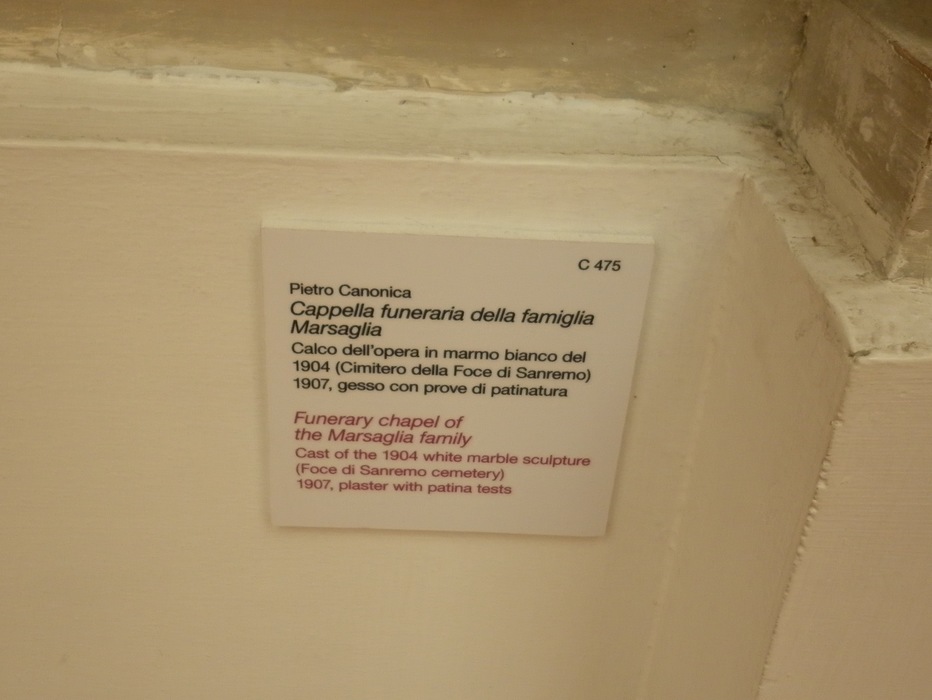 C 475
Pietro Canonica
Cappella funeraria della famiglia
Marsaglia
Calco dell'opera in marmo bianco del
1904 (Cimitero della Foce di Sanremo)
1907, gesso con prove di patinatura
Funerary chapel of
the Marsaglia family
Cast of the 1904 white marble sculpture
(Foce di Sanremo cemetery)
1907, plaster with patina tests